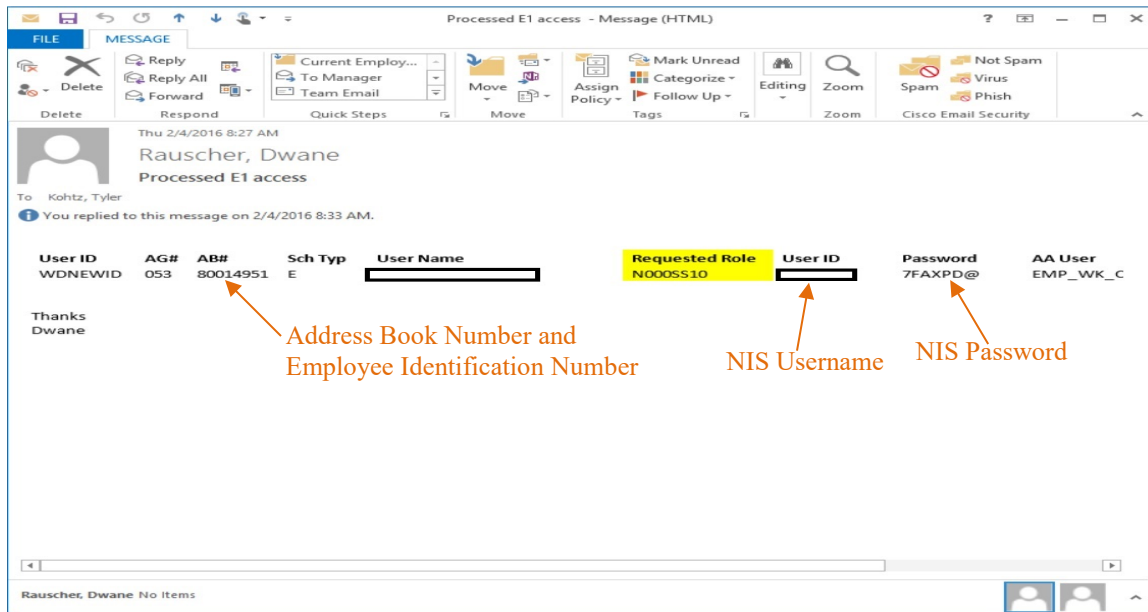 Processed E1 access - Message (HTML)
FILE MESSAGE
Delete
Reply
Reply All
Forward
Current Employ...
To Manager
Team Email
Move
Assign
Policy
Mark Unread
Categorize
Follow Up
Editing
Zoom
Spam
Not Spam
Virus
Phish
Delete Respond Quick Steps Move Tags Zoom Cisco Email Security
Thu 2/4/2016 8:27 AM
Rauscher, Dwane
Processed E1 access
To Kohtz, Tyler
You replied to this message on 2/4/2016 8:33 AM.
User ID AG# AB# Sch Typ User Name Requested Role User ID Password AA User
WDNEWID 053 80014951 E N000SS10 7FAXPD@ EMP_WK_C
Thanks
Dwane
Address Book Number and
Employee Identification Number
NIS Username
NIS Password
Rauscher, Dwane No Items